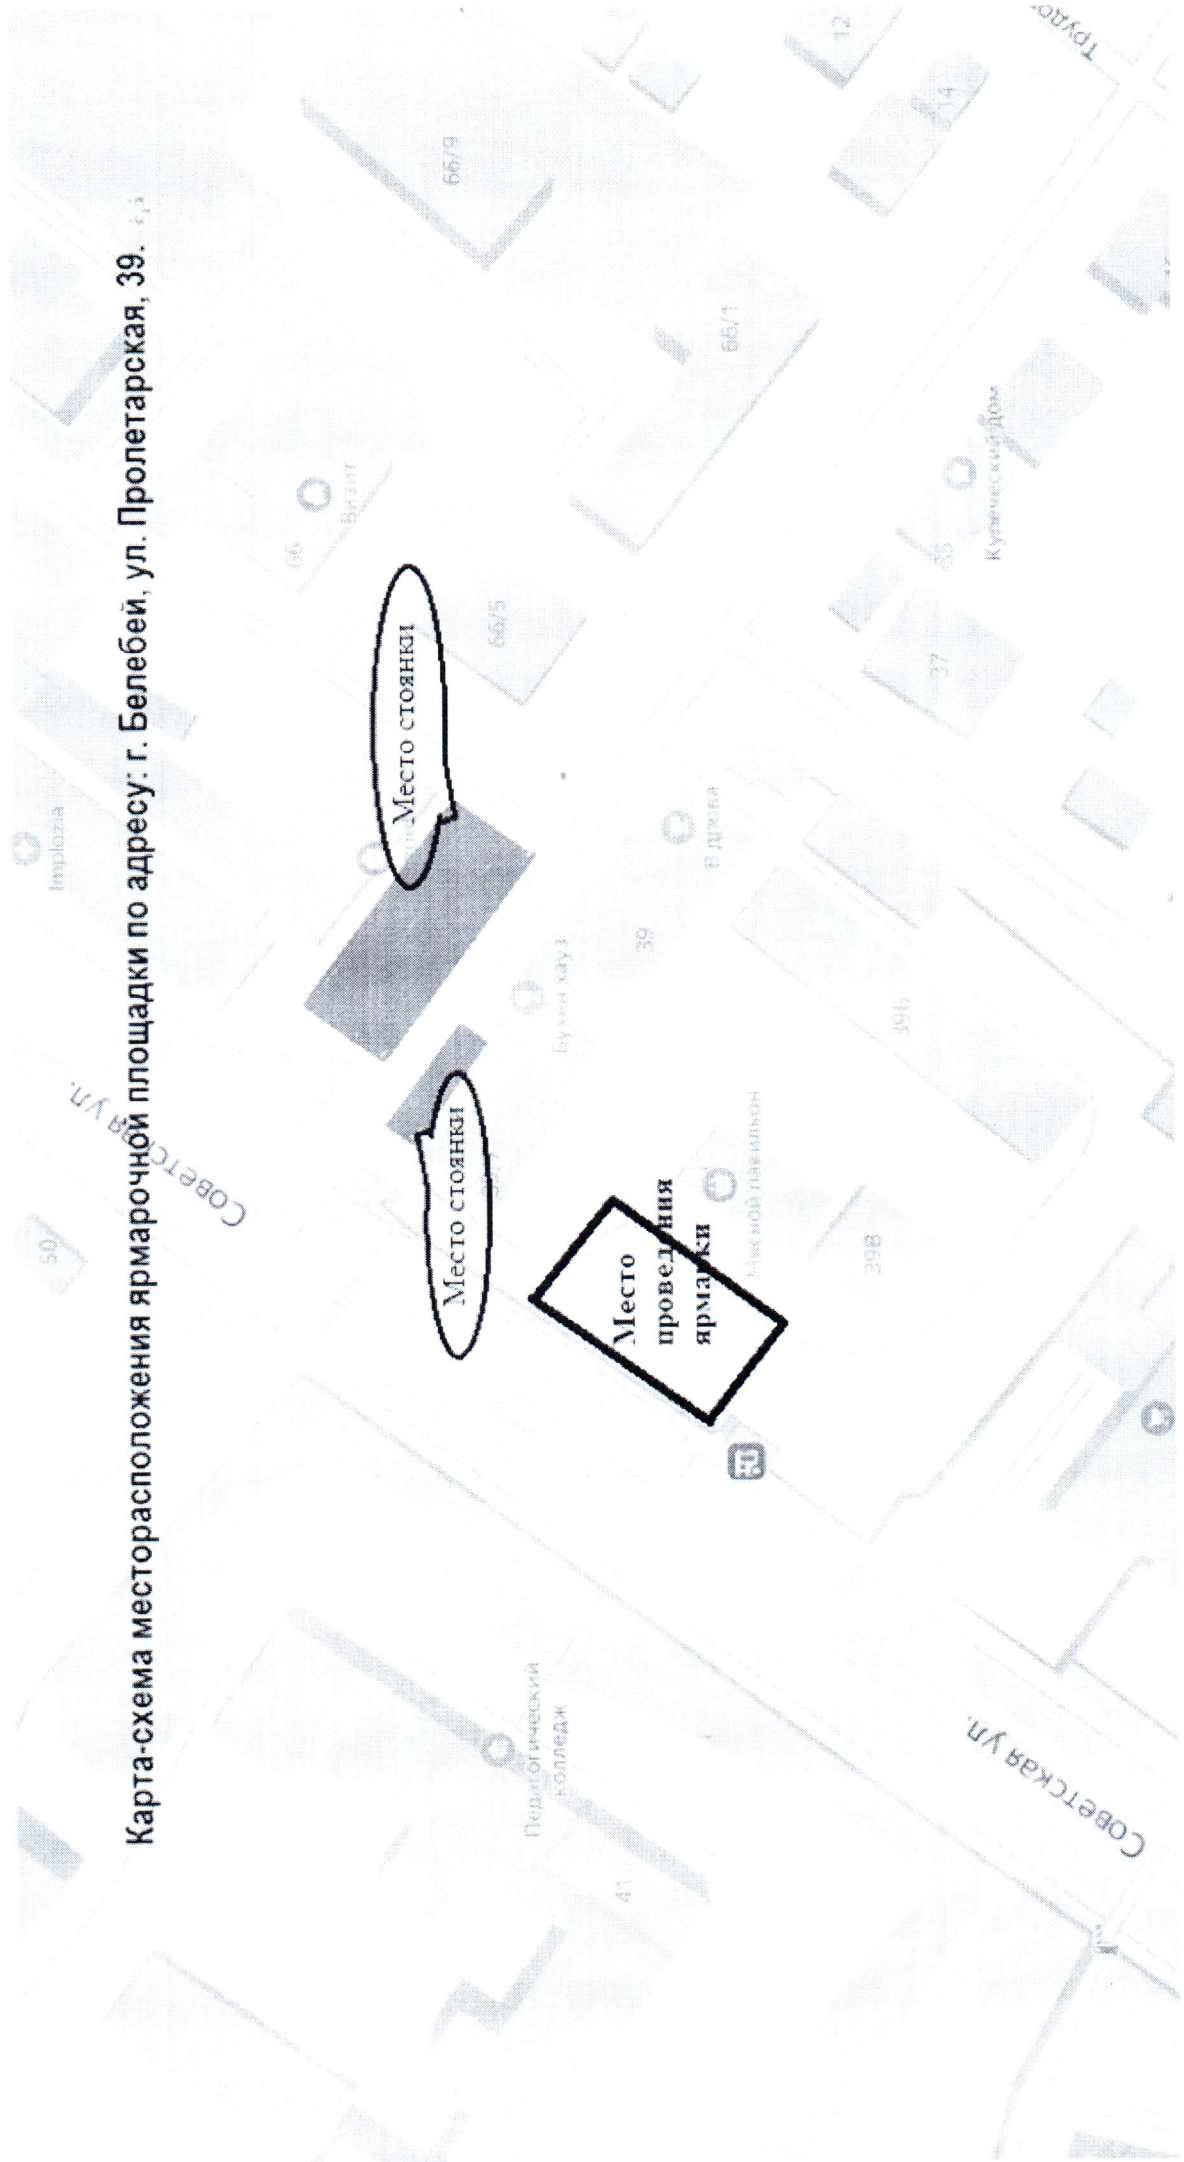 Карта-схема месторасположения ярмарочной площадки по адресу: г. Белебей, ул. Пролетарская, 39.
Implozia
50
Советская ул.
66
Визит
66/9
Место стоянки
Место стоянки
66/5
Бухен хауз
Педагогический
колледж
41
39
В дрова
66/1
Место
проведения
ярмарки
Мясной павильон
39В
39Б
37
Купеческий дом
12
14
Советская ул.